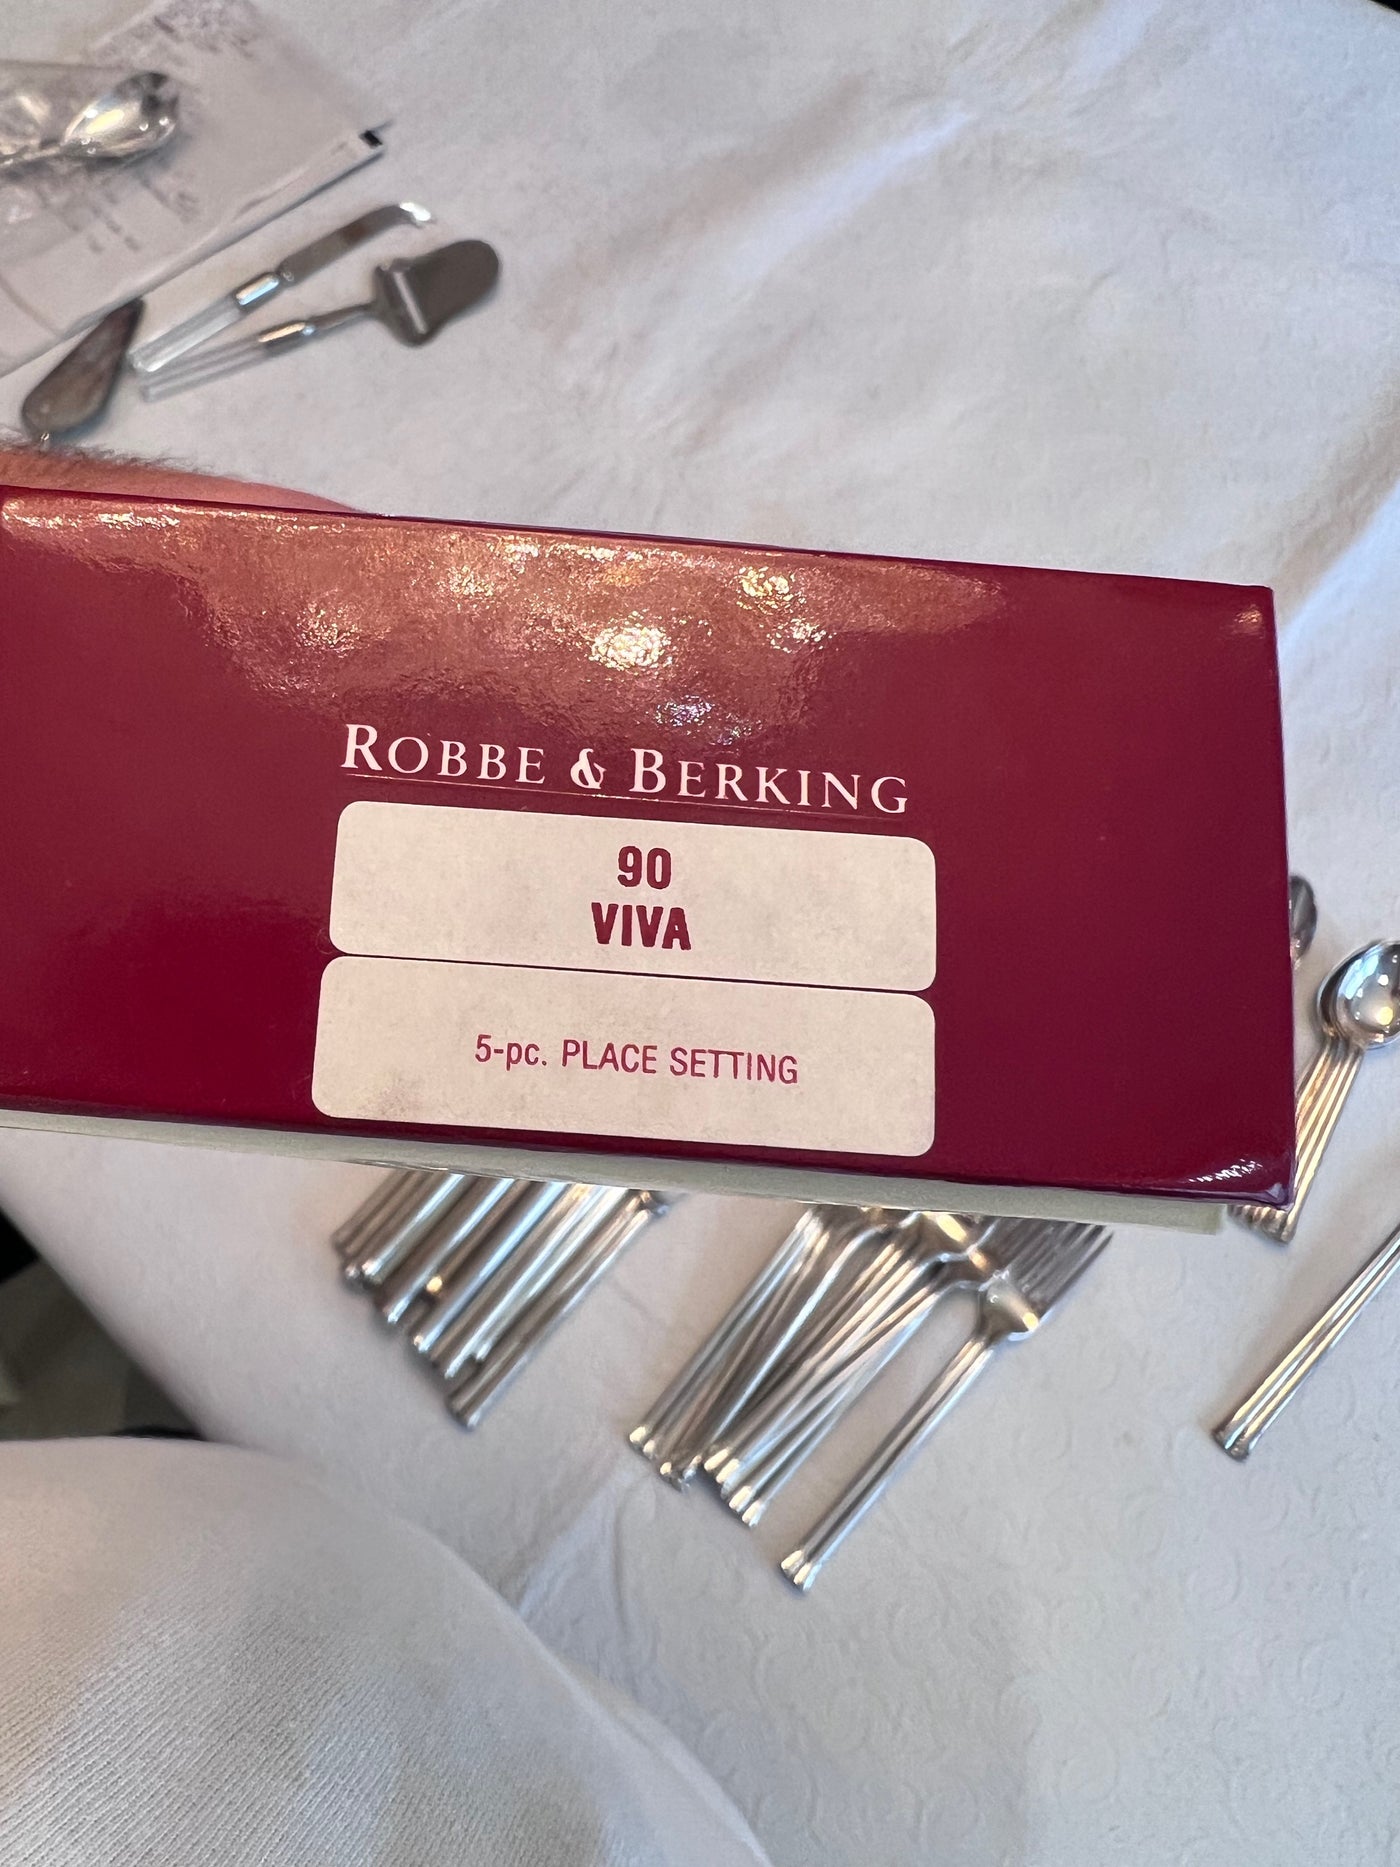 ROBBE & BERKING
90
VIVA
5-pc. PLACE SETTING